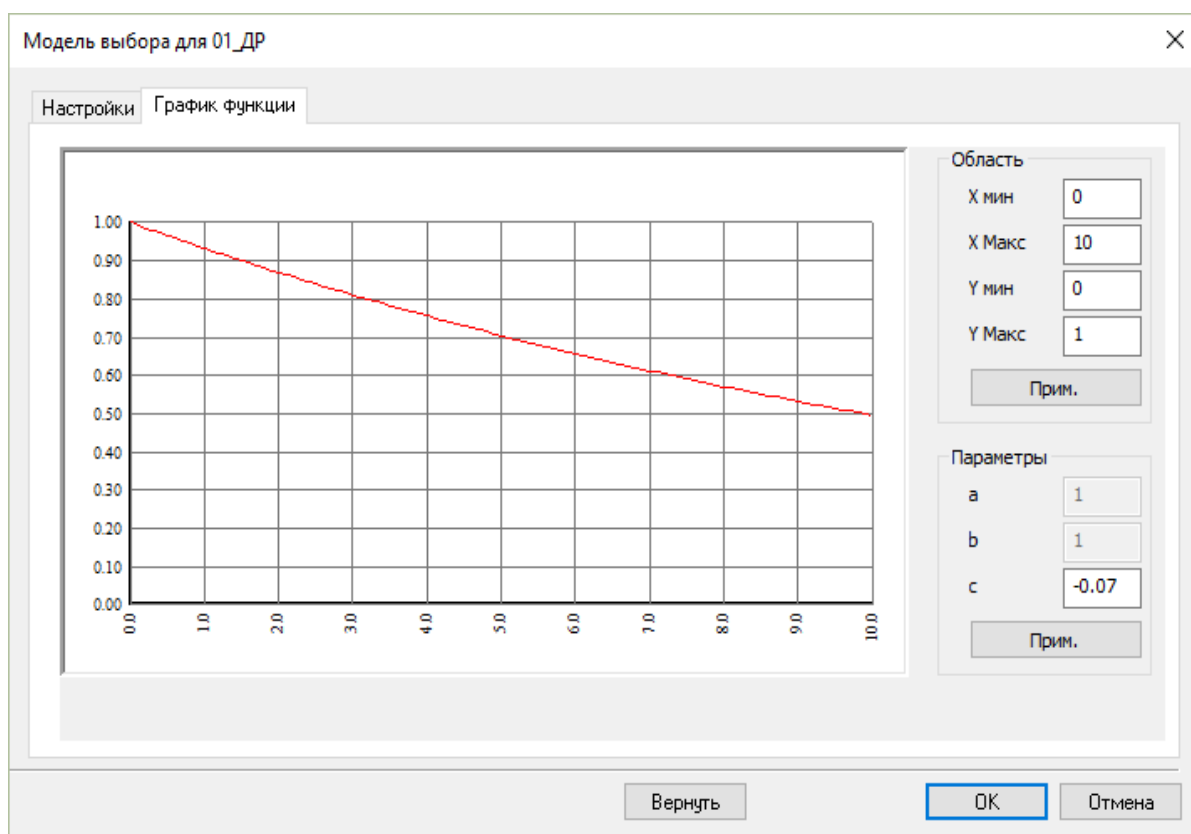 Модель выбора для 01_ДР
Настройки
График функции
1.00
0.90
0.80
0.70
0.60
0.50
0.40
0.30
0.20
0.10
0.00
0.0 1.0 2.0 3.0 4.0 5.0 6.0 7.0 8.0 9.0 10.0
Область
X мин 0
X Макс 10
Y мин 0
Y Макс 1
Прим.
Параметры
a 1
b 1
c -0.07
Прим.
Вернуть
OK
Отмена